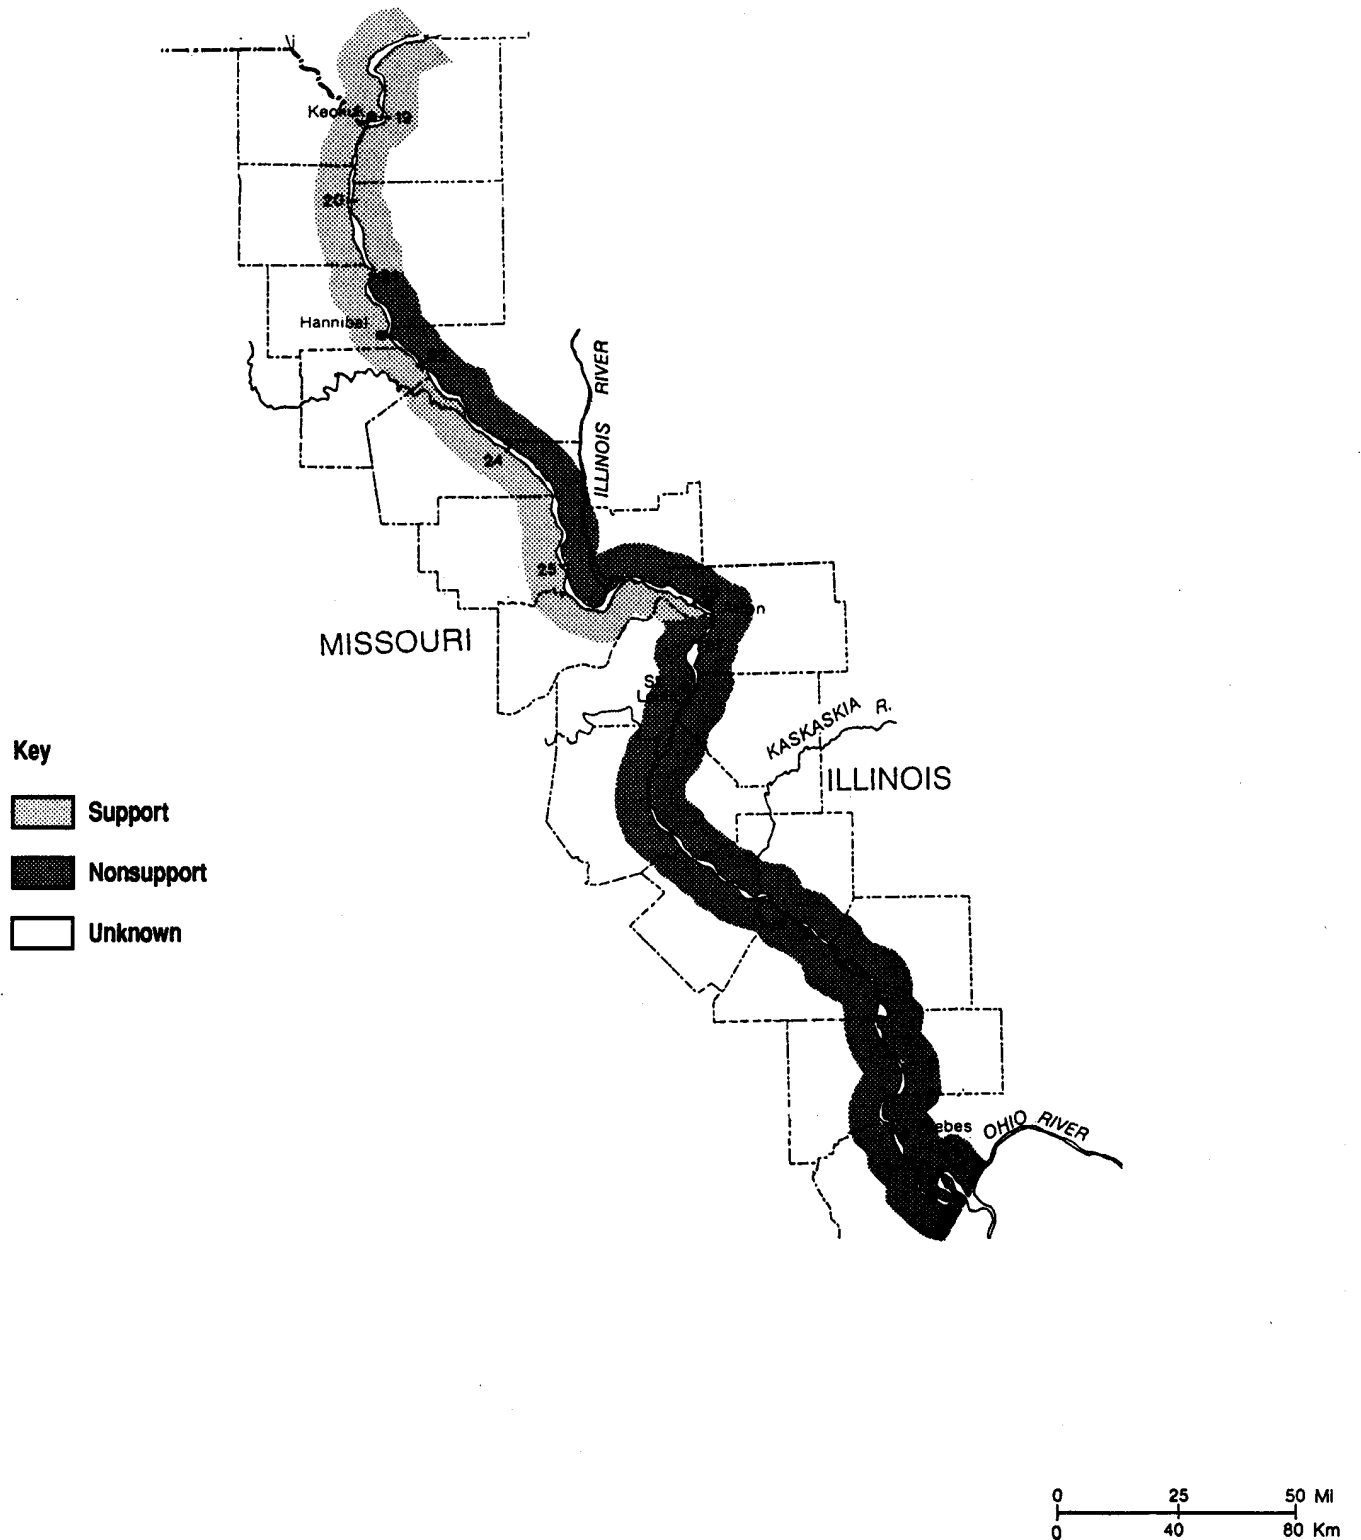 19
20
Hannibal
ILLINOIS RIVER
24
25
MISSOURI
KASKASKIA R.
ILLINOIS
Key
Support
Nonsupport
Unknown
OHIO RIVER
0 25 50 MI
0 40 80 Km